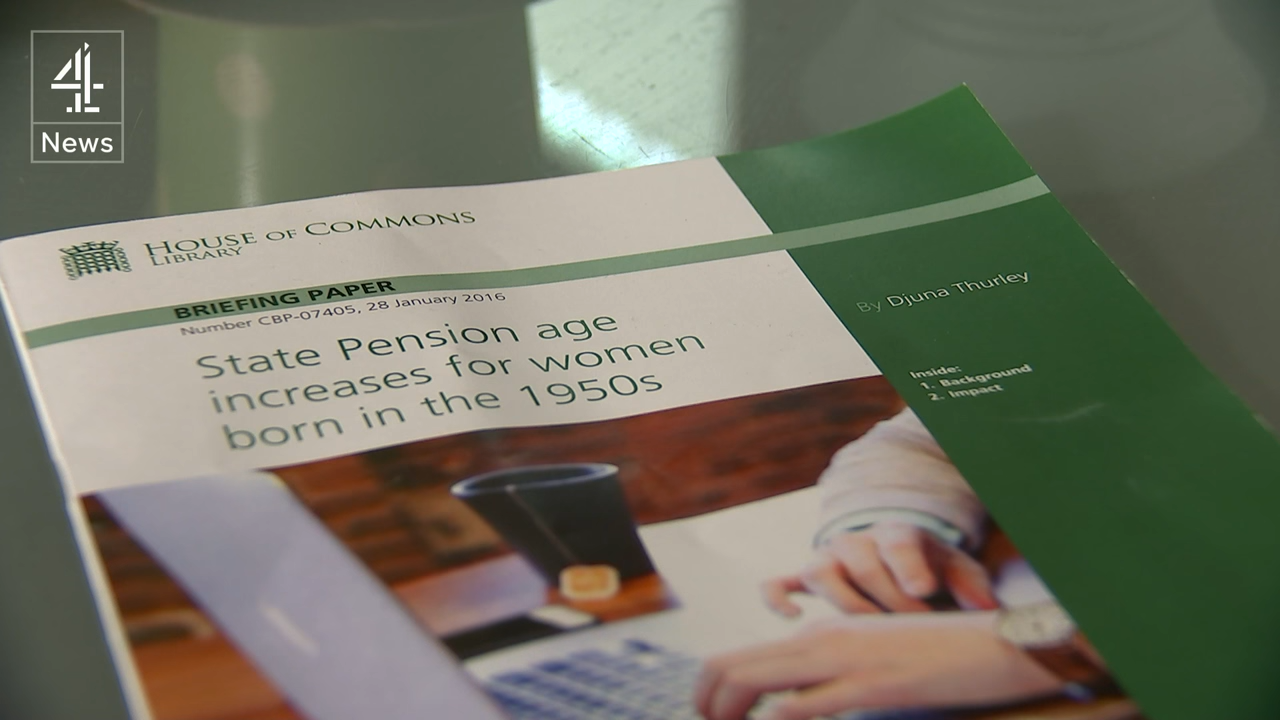 4
News
HOUSE OF COMMONS
LIBRARY
BRIEFING PAPER
Number CBP-07405, 28 January 2016
State Pension age
increases for women
born in the 1950s
By Djuna Thurley
Inside:
1. Background
2. Impact